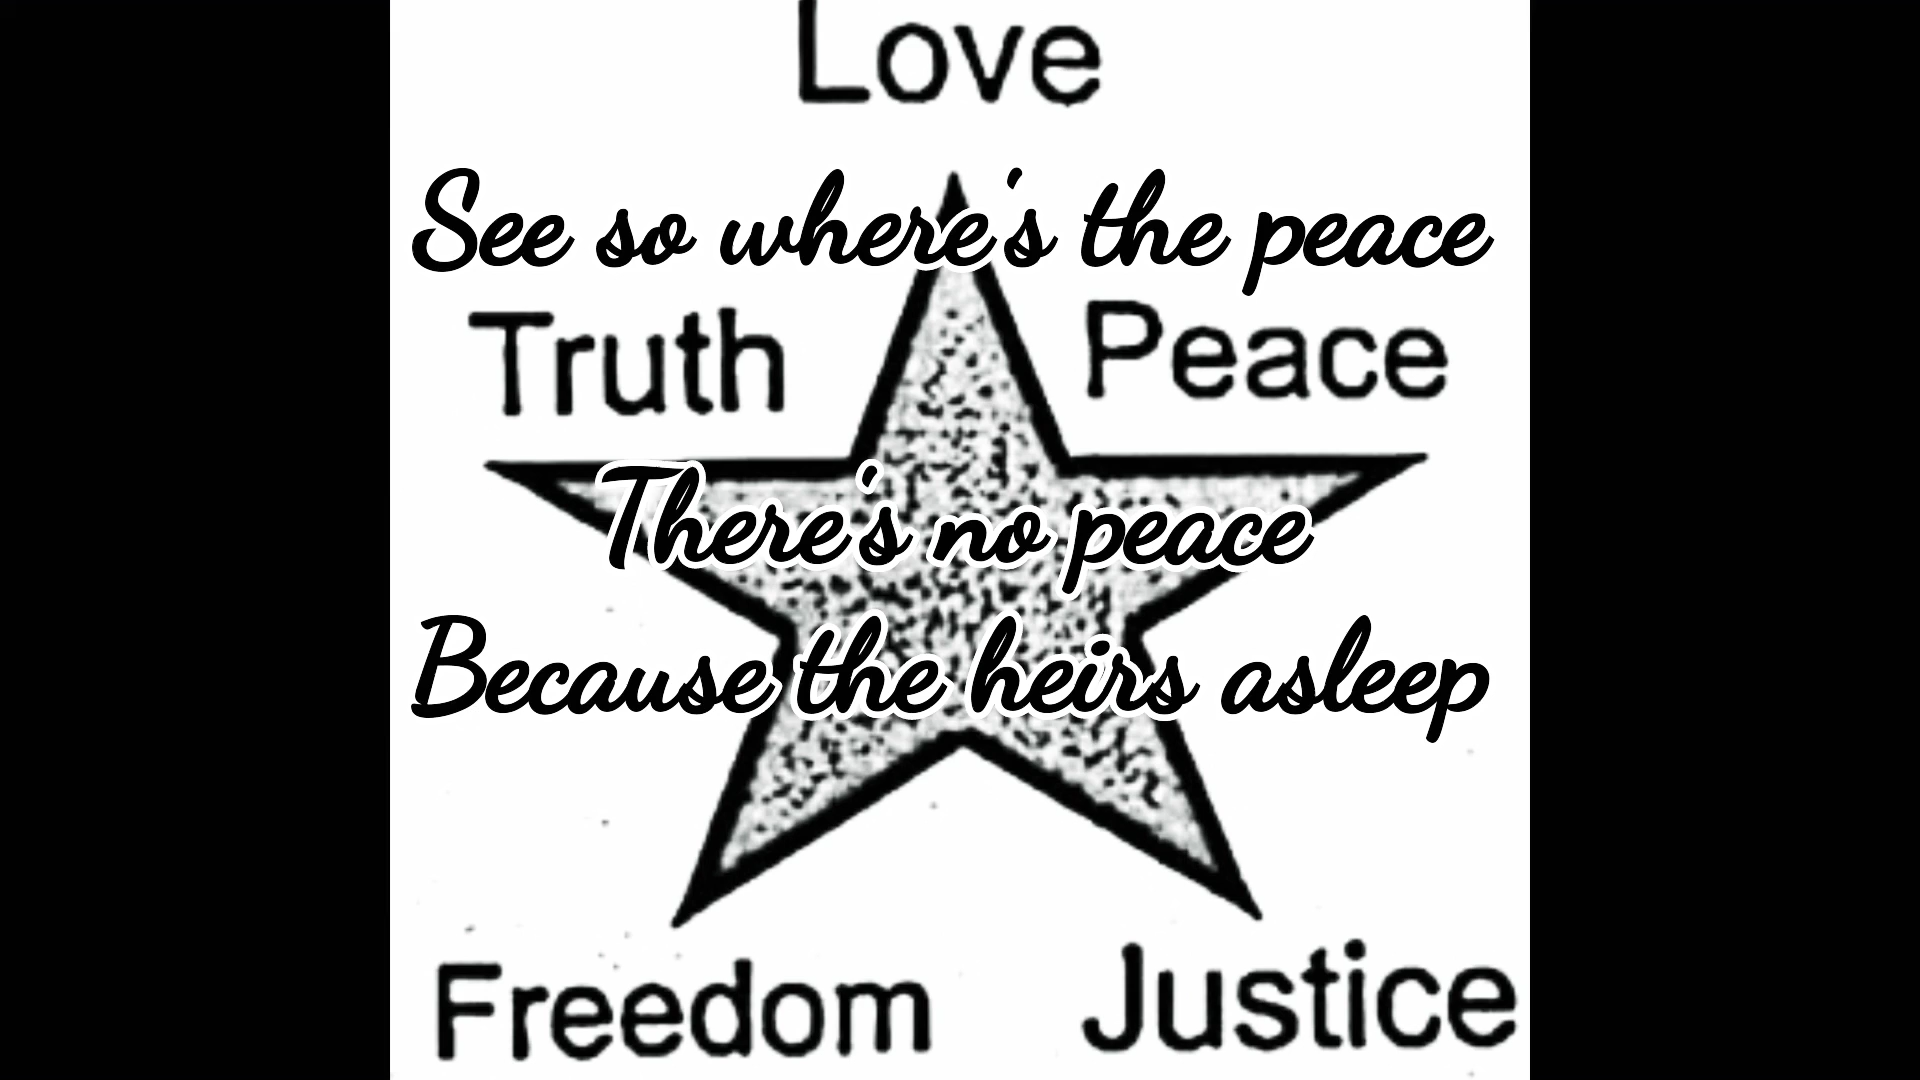 Love
See so where's the peace
Truth Peace
There's no peace
Because the heirs asleep
Freedom Justice